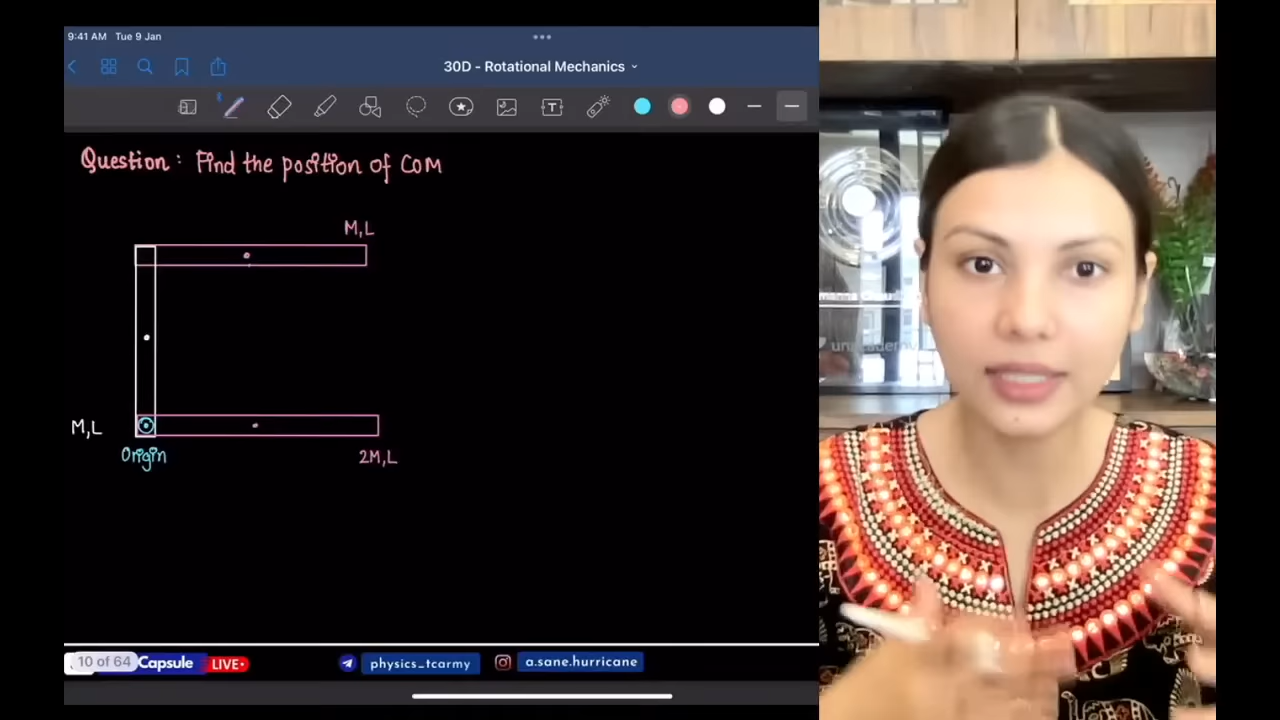 9:41 AM Tue 9 Jan
30D - Rotational Mechanics
Question: Find the position of COM
M,L
M,L
Origin
2M,L
10 of 64 Capsule LIVE
physics_tcarmy
a.sane.hurricane